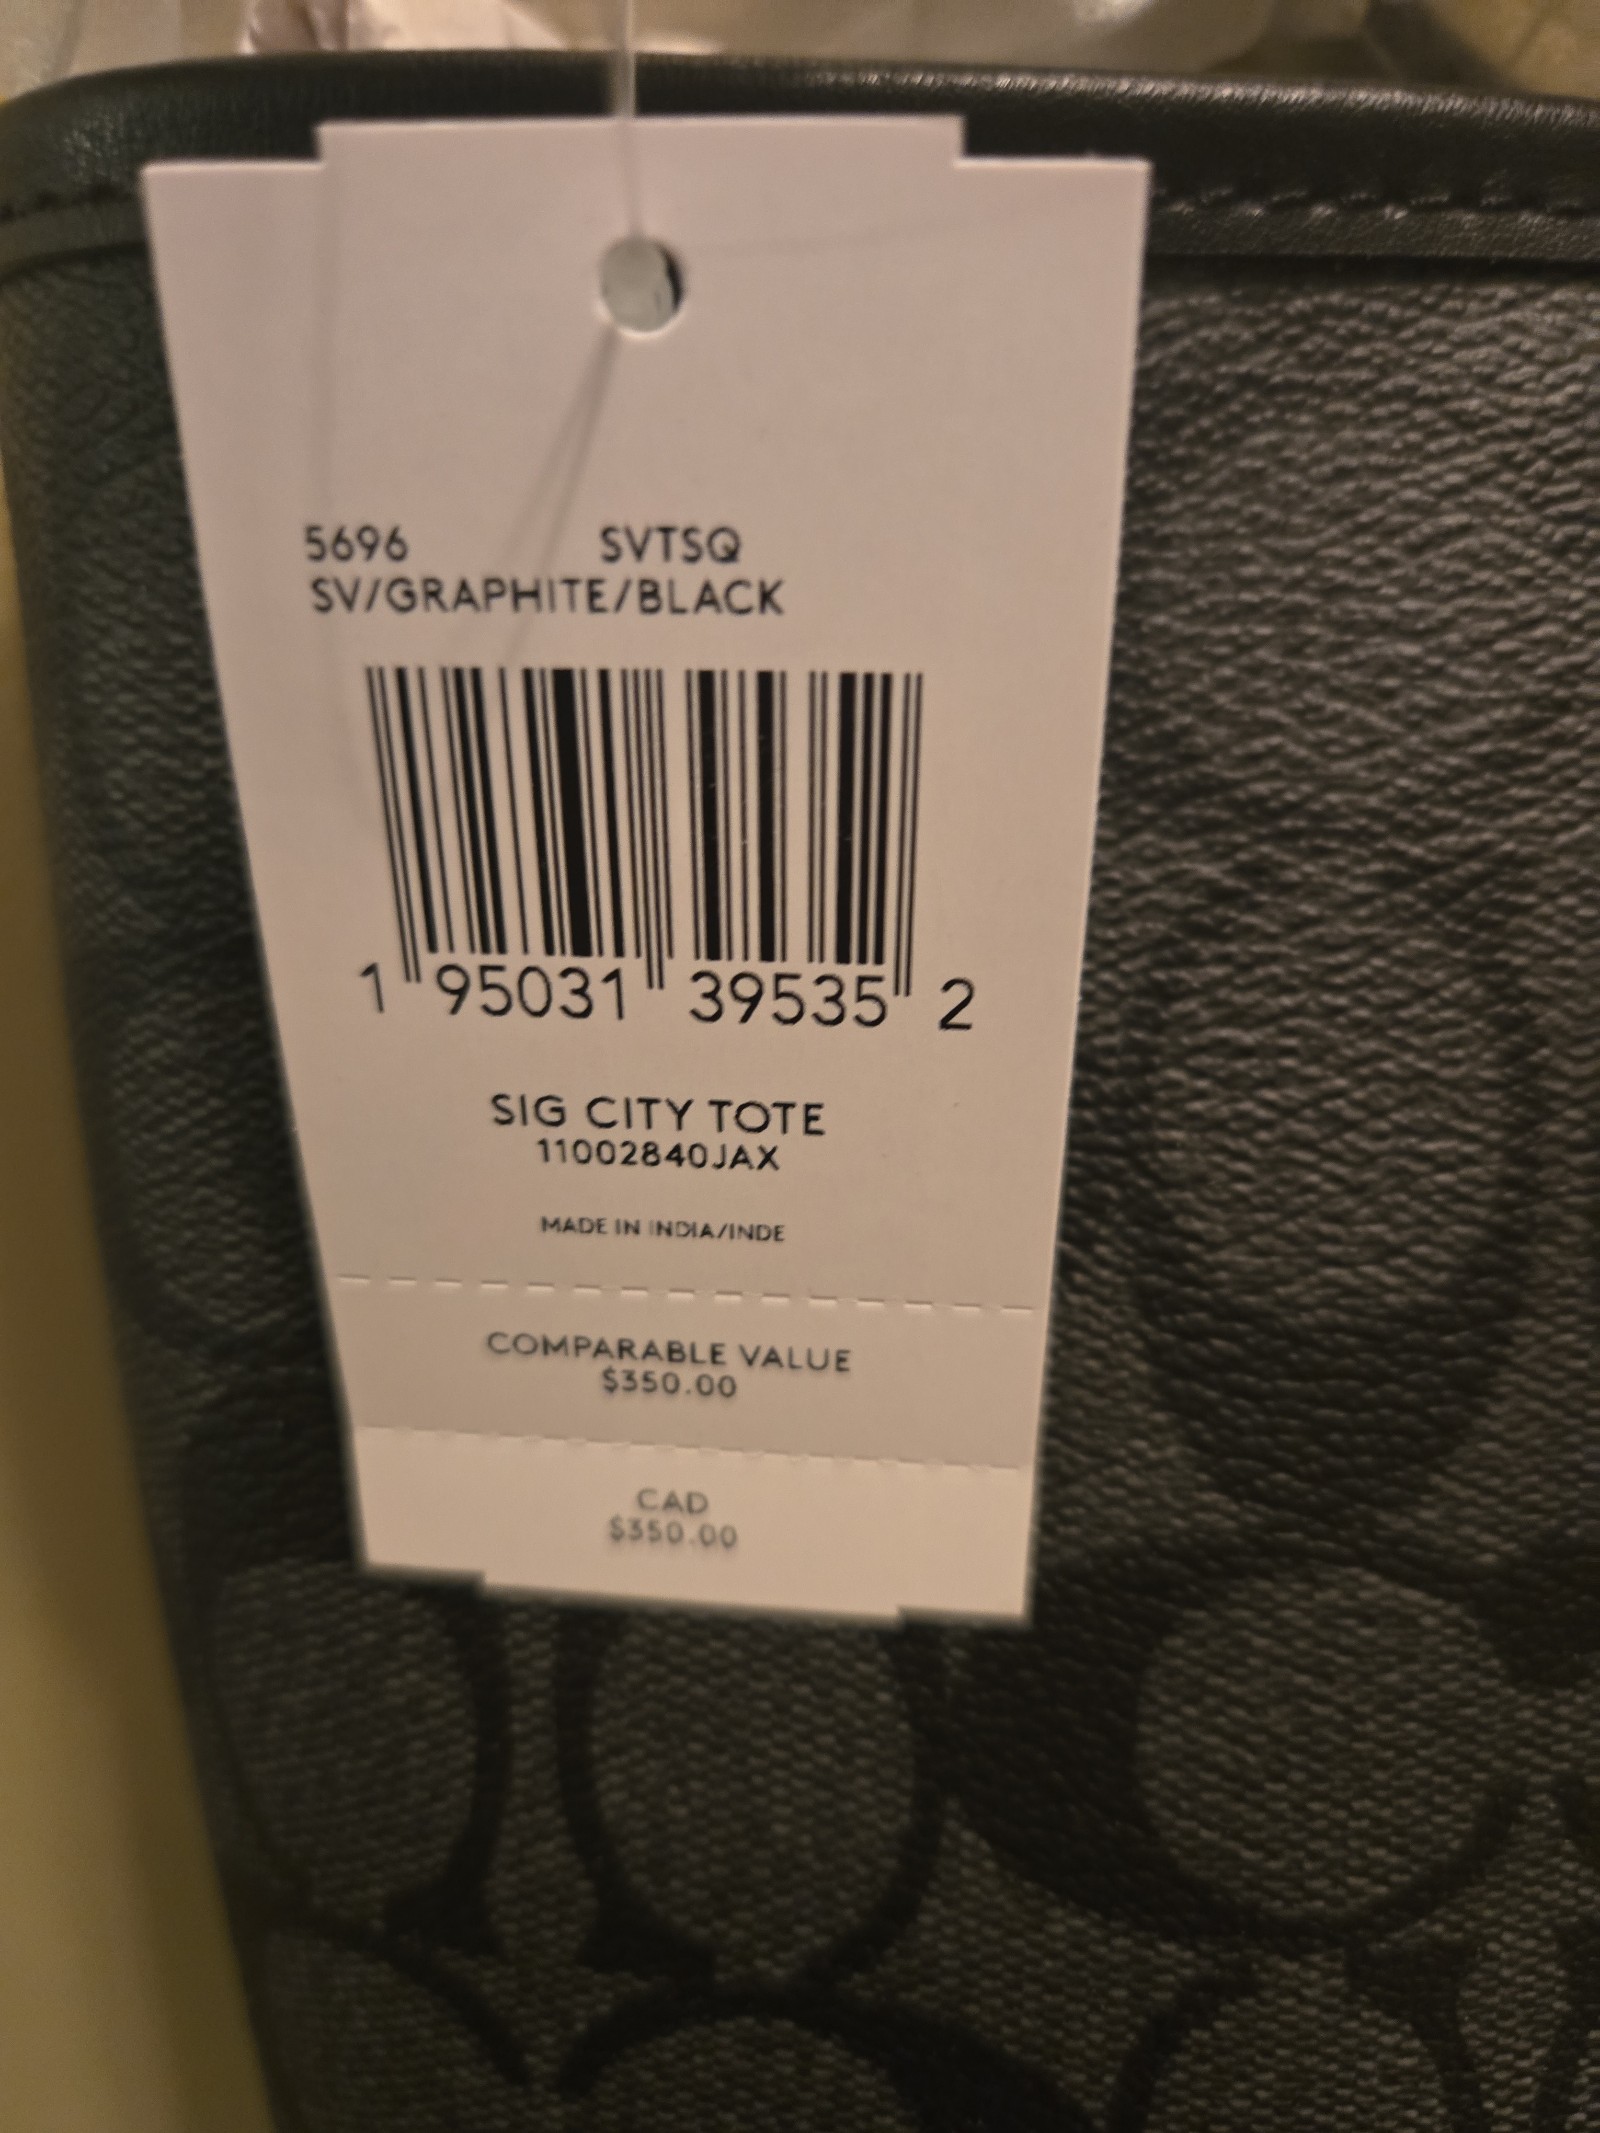 5696 SVTSQ
SV/GRAPHITE/BLACK
1 95031 39535 2
SIG CITY TOTE
11002840JAX
MADE IN INDIA/INDE
COMPARABLE VALUE
$350.00
CAD
$350.00